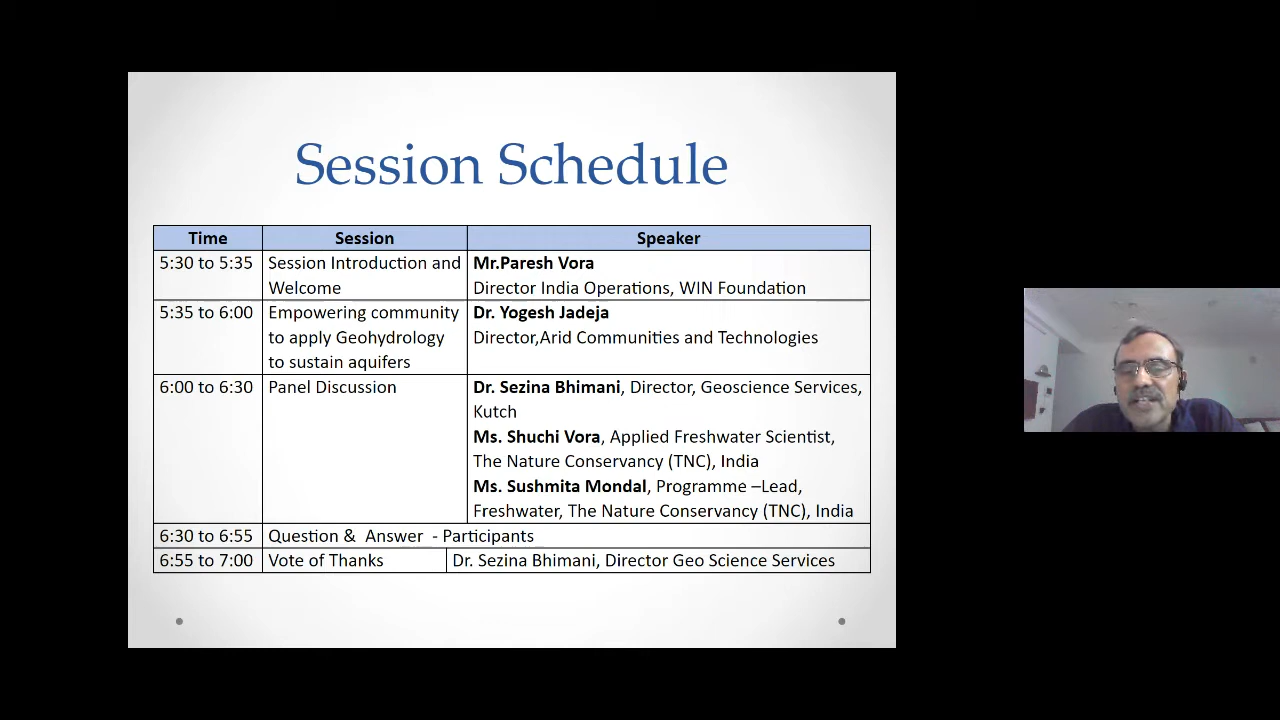 Session Schedule
Time Session Speaker
5:30 to 5:35 Session Introduction and Welcome Mr.Paresh Vora
Director India Operations, WIN Foundation
5:35 to 6:00 Empowering community to apply Geohydrology to sustain aquifers Dr. Yogesh Jadeja
Director,Arid Communities and Technologies
6:00 to 6:30 Panel Discussion Dr. Sezina Bhimani, Director, Geoscience Services,
Kutch
Ms. Shuchi Vora, Applied Freshwater Scientist,
The Nature Conservancy (TNC), India
Ms. Sushmita Mondal, Programme –Lead,
Freshwater, The Nature Conservancy (TNC), India
6:30 to 6:55 Question & Answer - Participants
6:55 to 7:00 Vote of Thanks Dr. Sezina Bhimani, Director Geo Science Services